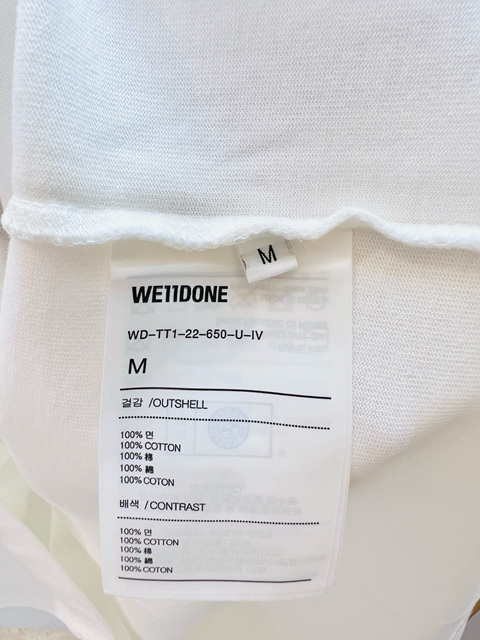 M
WE11DONE
WD-TT1-22-650-U-IV
M
겉감 /OUTSHELL
100% 면
100% COTTON
100% 棉
100% 綿
100% COTON
배색 /CONTRAST
100% 면
100% COTTON
100% 棉
100% 綿
100% COTON